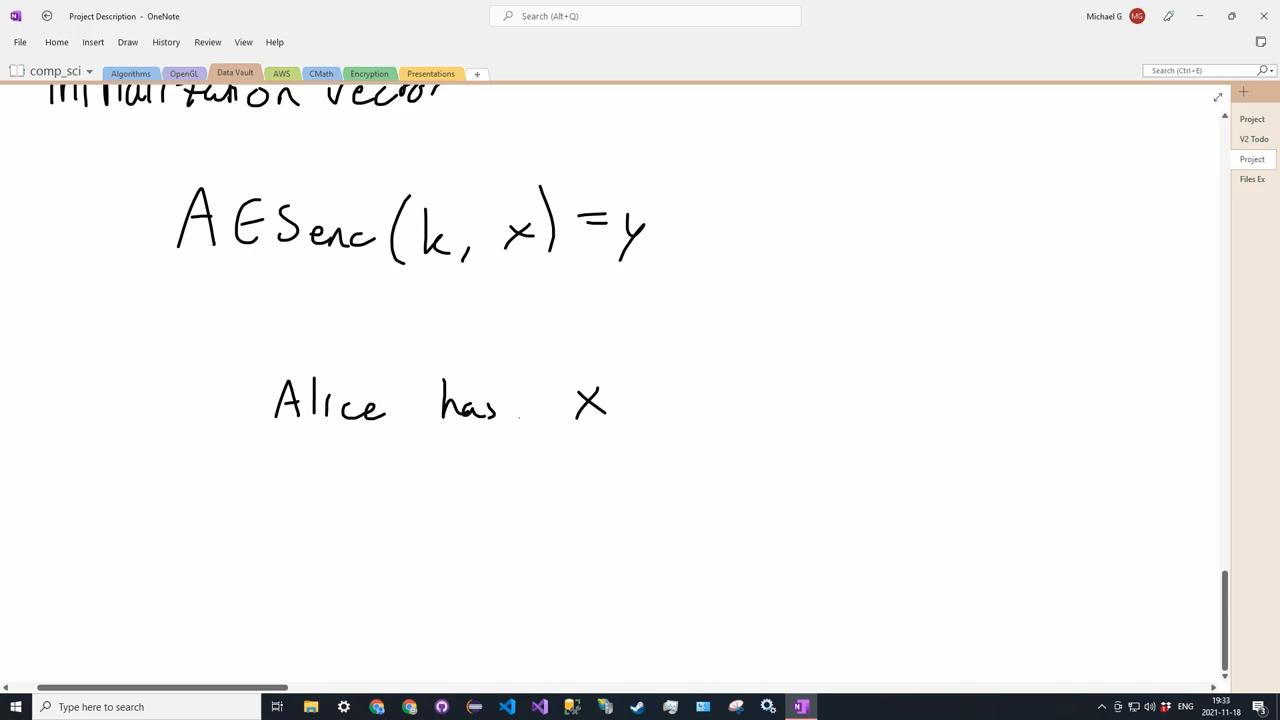 Project Description - OneNote
Search (Alt+Q)
Michael G
MG
File Home Insert Draw History Review View Help
comp_sci
Algorithms OpenGL Data Vault AWS CMath Encryption Presentations +
Search (Ctrl+E)
initialization vector
AESenc(k, x) = y
Alice has x
Project
V2 Todo
Project
Files Ex
Type here to search
ENG
19:33
2021-11-18